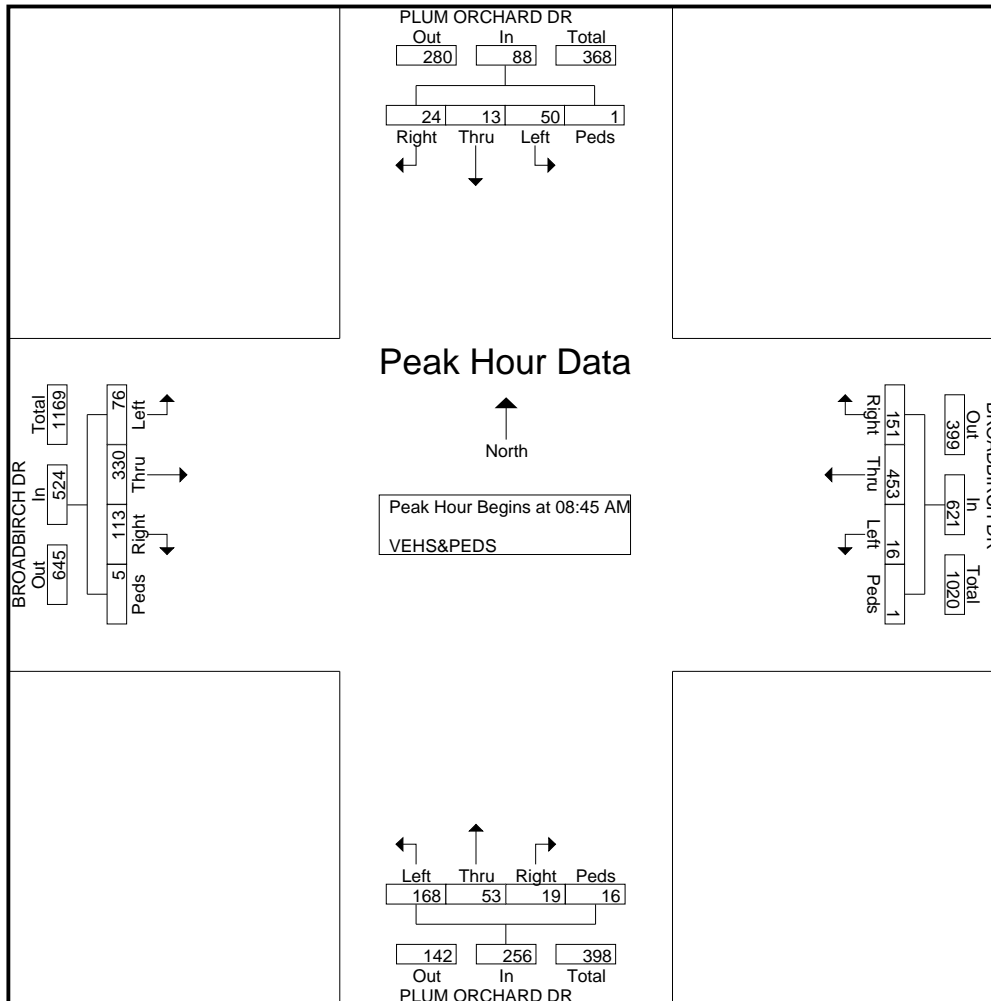 PLUM ORCHARD DR
Out In Total
280 88 368
24 13 50 1
Right Thru Left Peds
Peak Hour Data
North
Peak Hour Begins at 08:45 AM
VEHS&PEDS
BROADBIRCH DR
Out In Total
645 524 1169
5 113 330 76
Peds Right Thru Left
BROADBIRCH DR
Out In Total
399 621 1020
151 453 16 1
Right Thru Left Peds
Left Thru Right Peds
168 53 19 16
142 256 398
Out In Total
PLUM ORCHARD DR